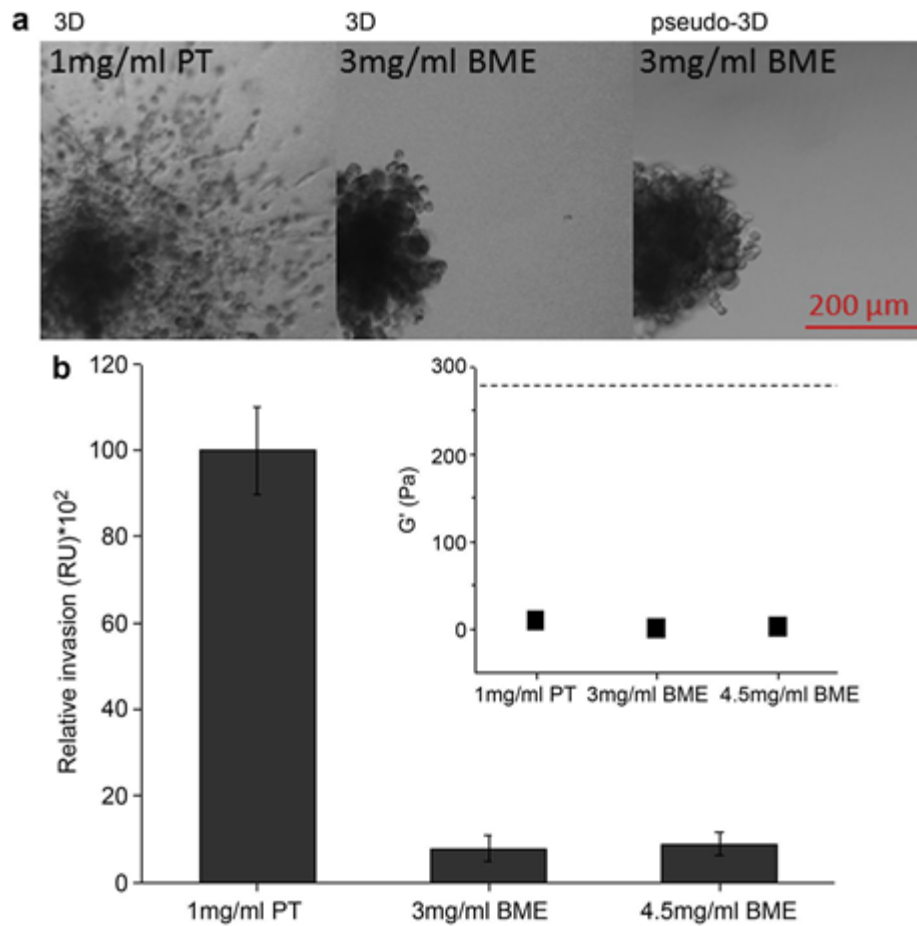 a 3D 3D pseudo-3D
1mg/ml PT 3mg/ml BME 3mg/ml BME
200 µm
b
120
100
80
60
40
20
0
Relative invasion (RU)*10²
1mg/ml PT 3mg/ml BME 4.5mg/ml BME
300
200
100
0
G' (Pa)
1mg/ml PT 3mg/ml BME 4.5mg/ml BME